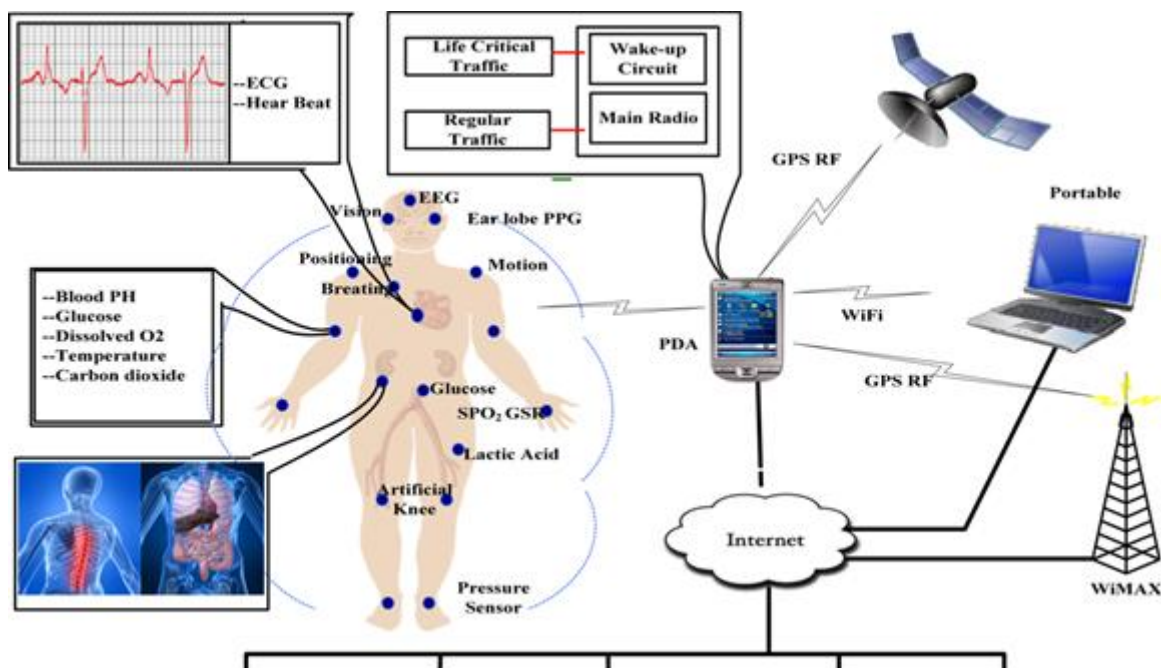 --ECG
--Hear Beat
Life Critical
Traffic
Wake-up
Circuit
Regular
Traffic
Main Radio
GPS RF
Portable
EEG
Vision
Ear lobe PPG
Positioning
Motion
Breating
--Blood PH
--Glucose
--Dissolved O2
--Temperature
--Carbon dioxide
PDA
WiFi
GPS RF
Glucose
SPO₂ GSR
Lactic Acid
Artificial
Knee
Internet
Pressure
Sensor
WiMAX